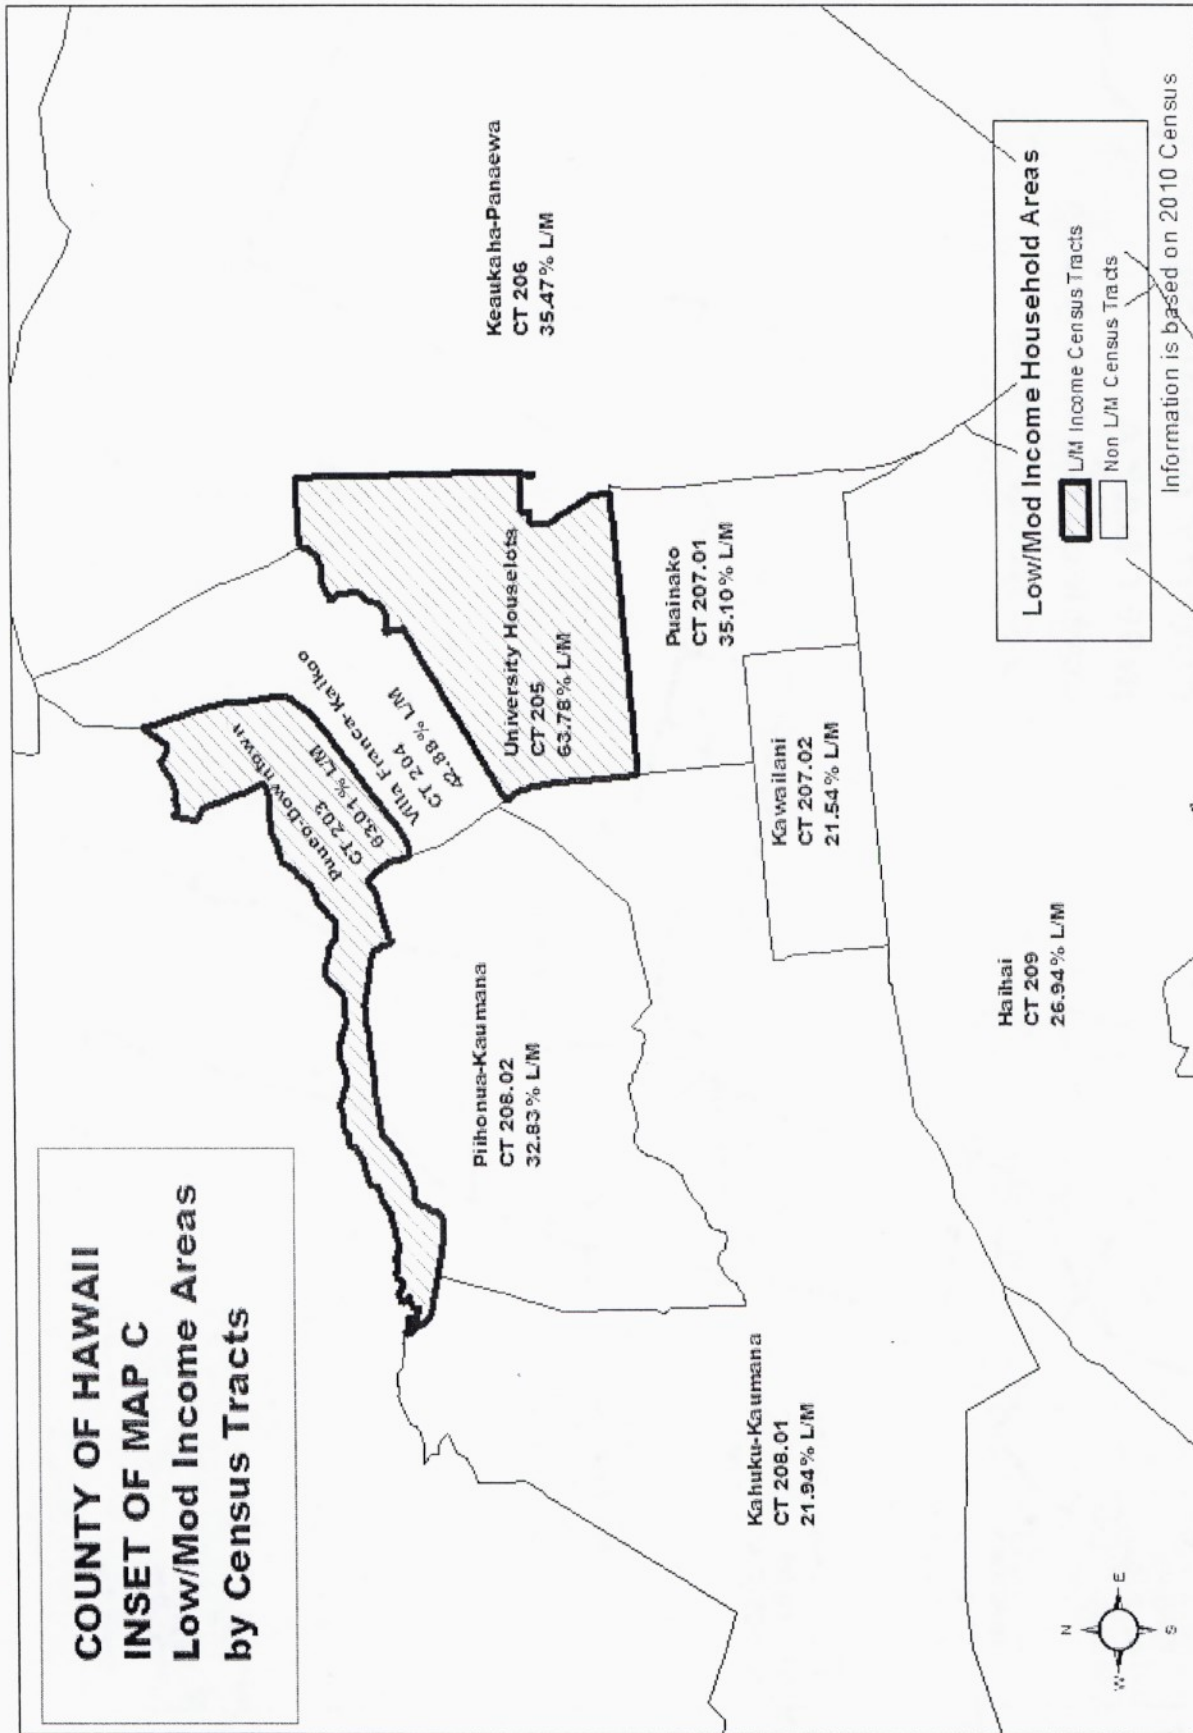 COUNTY OF HAWAII
INSET OF MAP C
Low/Mod Income Areas
by Census Tracts
Keaukaha-Panaewa
CT 206
35.47% L/M
Puueo-Downtown
CT 203
63.01% L/M
Villa Franca-Kaikoo
CT 204
42.88% L/M
University Houselots
CT 205
63.78% L/M
Piihonua-Kaumana
CT 208.02
32.83% L/M
Puainako
CT 207.01
35.10% L/M
Kawailani
CT 207.02
21.54% L/M
Kahuku-Kaumana
CT 208.01
21.94% L/M
Haihai
CT 209
26.94% L/M
Low/Mod Income Household Areas
L/M Income Census Tracts
Non L/M Census Tracts
Information is based on 2010 Census
N
W
E
S